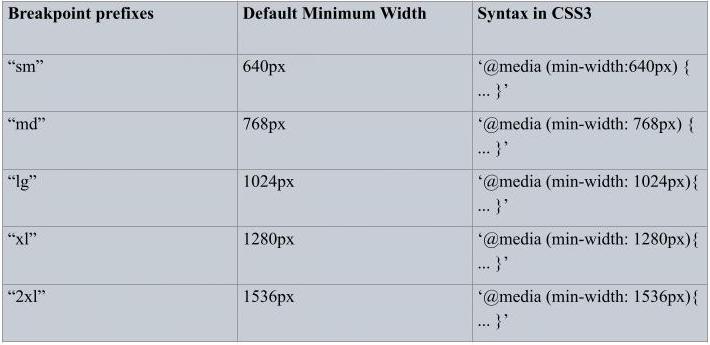 Breakpoint prefixes Default Minimum Width Syntax in CSS3
“sm” 640px ‘@media (min-width:640px) {
... }’
“md” 768px ‘@media (min-width: 768px) {
... }’
“lg” 1024px ‘@media (min-width: 1024px){
... }’
“xl” 1280px ‘@media (min-width: 1280px){
... }’
“2xl” 1536px ‘@media (min-width: 1536px){
... }’